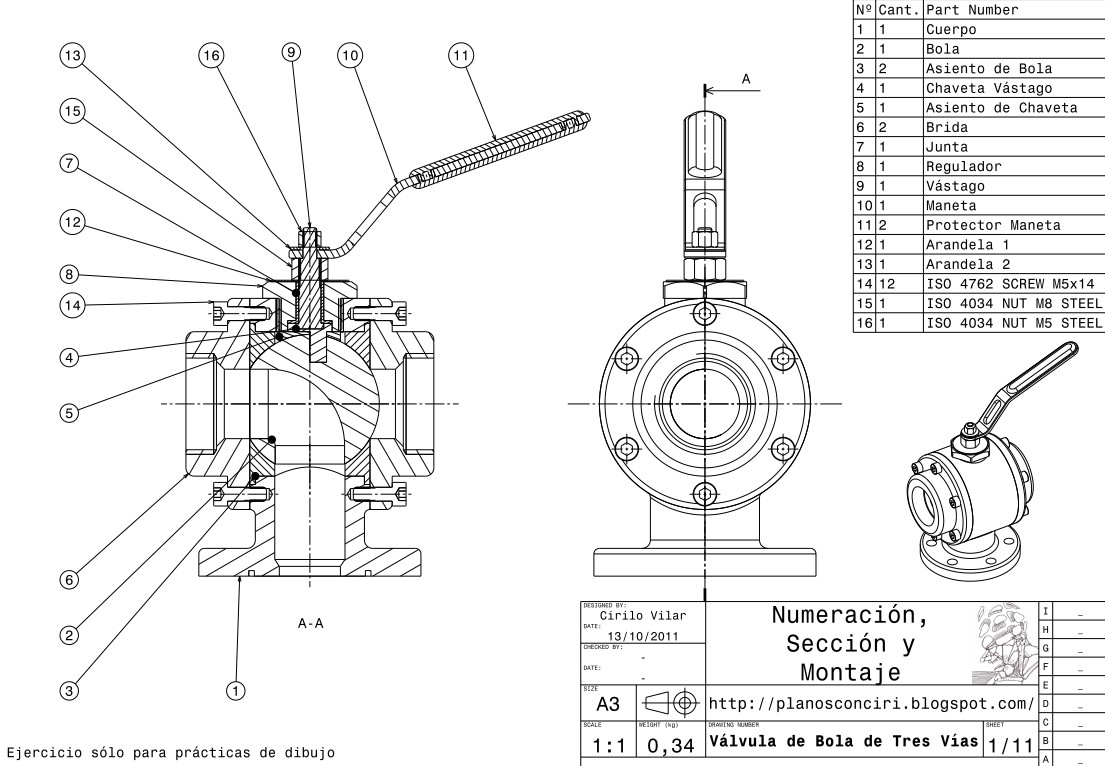 Nº Cant. Part Number
1 1 Cuerpo
2 1 Bola
3 2 Asiento de Bola
4 1 Chaveta Vástago
5 1 Asiento de Chaveta
6 2 Brida
7 1 Junta
8 1 Regulador
9 1 Vástago
10 1 Maneta
11 2 Protector Maneta
12 1 Arandela 1
13 1 Arandela 2
14 12 ISO 4762 SCREW M5x14
15 1 ISO 4034 NUT M8 STEEL
16 1 ISO 4034 NUT M5 STEEL
13
16
9
10
11
15
7
12
8
14
4
5
6
2
3
1
A
A-A
DESIGNED BY:
Cirilo Vilar
DATE:
13/10/2011
CHECKED BY:
-
DATE:
-
Numeración,
Sección y
Montaje
SIZE
A3
http://planosconciri.blogspot.com/
SCALE
1:1
WEIGHT (kg)
0,34
DRAWING NUMBER
Válvula de Bola de Tres Vías
SHEET
1/11
I _
H _
G _
F _
E _
D _
C _
B _
A _
Ejercicio sólo para prácticas de dibujo